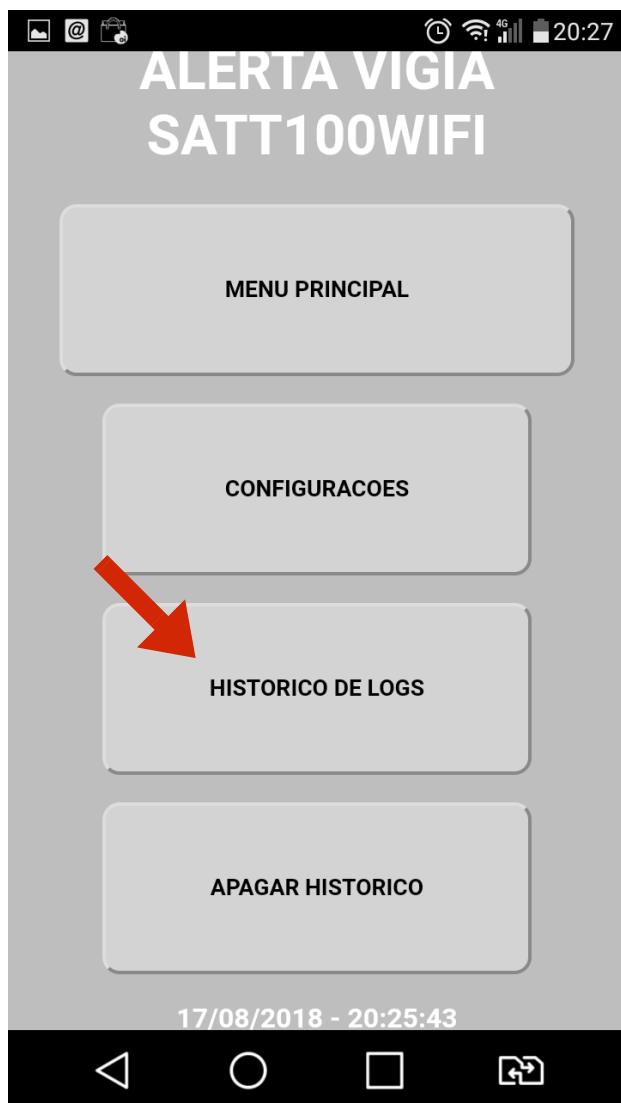 4G
20:27
ALERTA VIGIA
SATT100WIFI
MENU PRINCIPAL
CONFIGURACOES
HISTORICO DE LOGS
APAGAR HISTORICO
17/08/2018 - 20:25:43